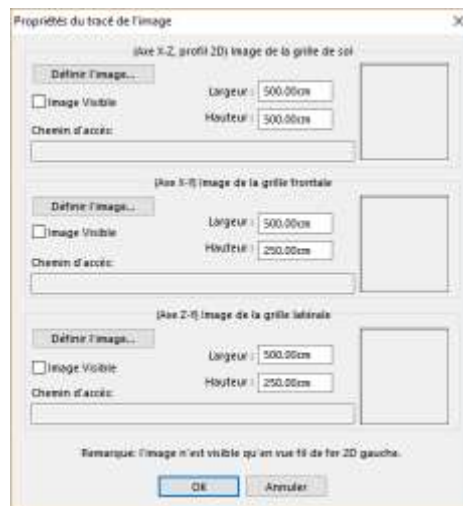 Propriétés du tracé de l'image
(Axe X-Z, profil 2D) Image de la grille de sol
Définir l'image...
Largeur : 500.00cm
Image Visible
Hauteur : 500.00cm
Chemin d'accès:
(Axe X-Y) Image de la grille frontale
Définir l'image...
Largeur : 500.00cm
Image Visible
Hauteur : 250.00cm
Chemin d'accès:
(Axe Z-Y) Image de la grille latérale
Définir l'image...
Largeur : 500.00cm
Image Visible
Hauteur : 250.00cm
Chemin d'accès:
Remarque: l'image n'est visible qu'en vue fil de fer 2D gauche.
OK Annuler